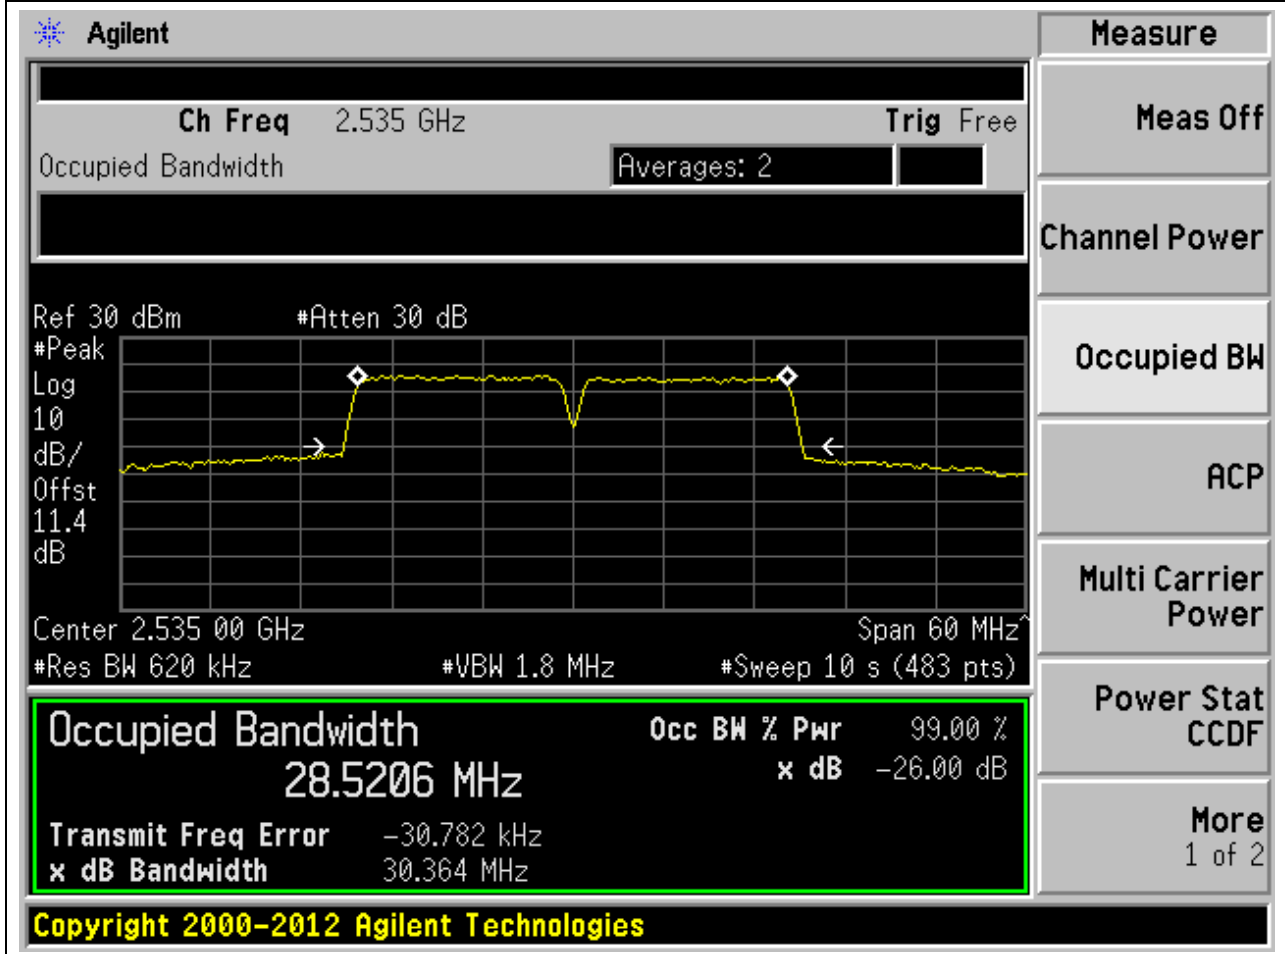 Agilent
Measure
Ch Freq 2.535 GHz Trig Free
Meas Off
Occupied Bandwidth Averages: 2
Channel Power
Ref 30 dBm #Atten 30 dB
#Peak
Log
10
dB/
Offst
11.4
dB
Occupied BW
ACP
Center 2.535 00 GHz Span 60 MHz^
#Res BW 620 kHz #VBW 1.8 MHz #Sweep 10 s (483 pts)
Multi Carrier
Power
Occupied Bandwidth Occ BW % Pwr 99.00 %
28.5206 MHz x dB -26.00 dB
Transmit Freq Error -30.782 kHz
x dB Bandwidth 30.364 MHz
Power Stat
CCDF
More
1 of 2
Copyright 2000-2012 Agilent Technologies